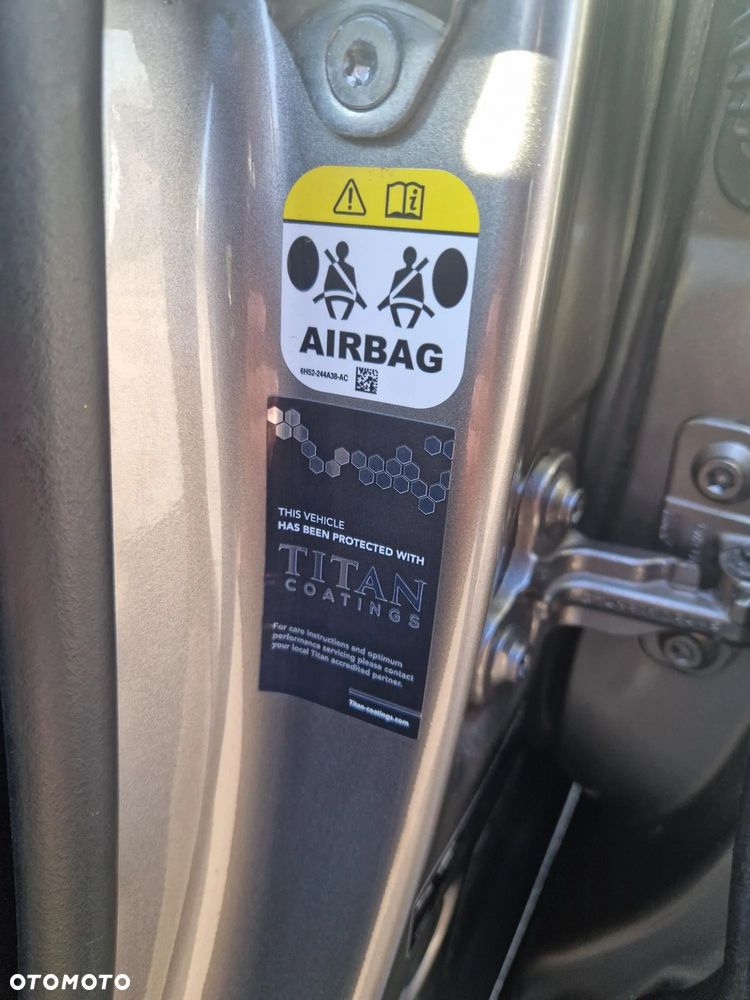 AIRBAG
6H52-244A38-AC
THIS VEHICLE
HAS BEEN PROTECTED WITH
TITAN
COATINGS
For care instructions and optimum
performance servicing please contact
your local Titan accredited partner.
Titan-coatings.com
OTOMOTO